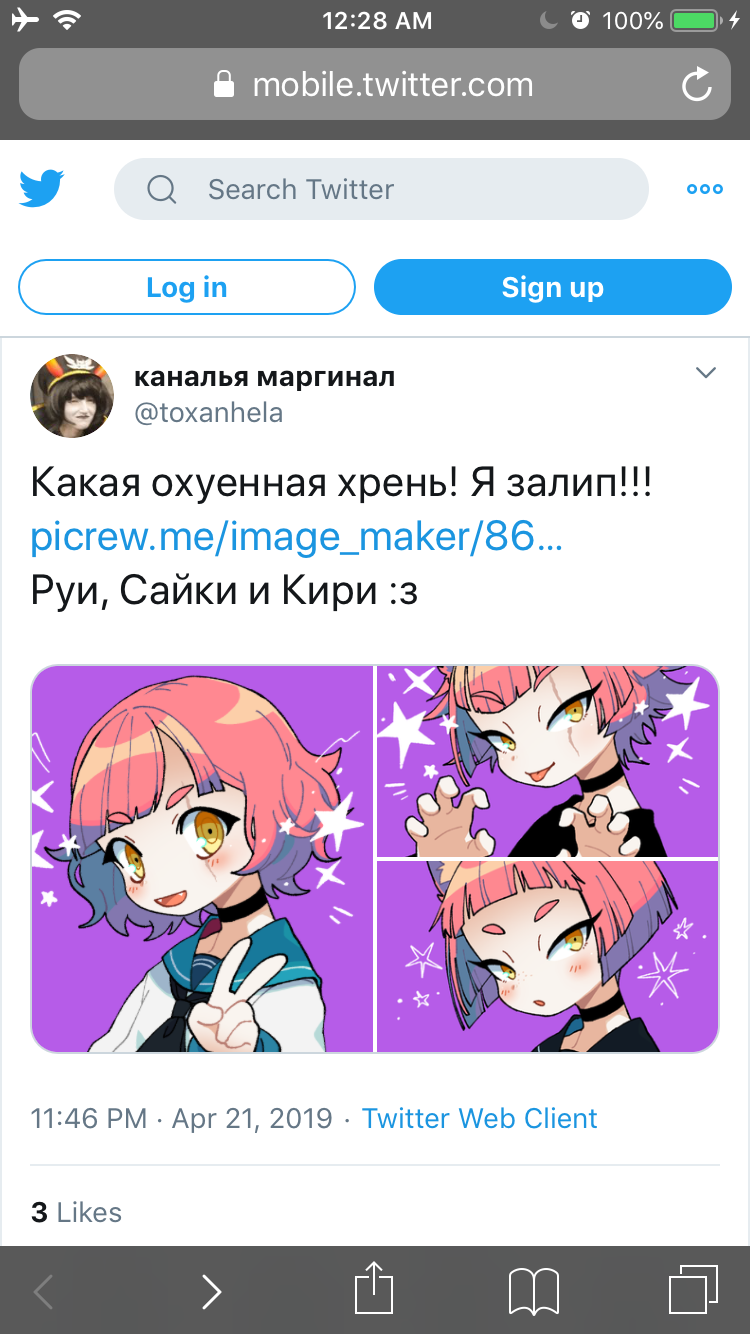 12:28 AM
100%
mobile.twitter.com
Search Twitter
Log in
Sign up
каналья маргинал
@toxanhela
Какая охуенная хрень! Я залип!!!
picrew.me/image_maker/86...
Руи, Сайки и Кири :з
11:46 PM · Apr 21, 2019 · Twitter Web Client
3 Likes